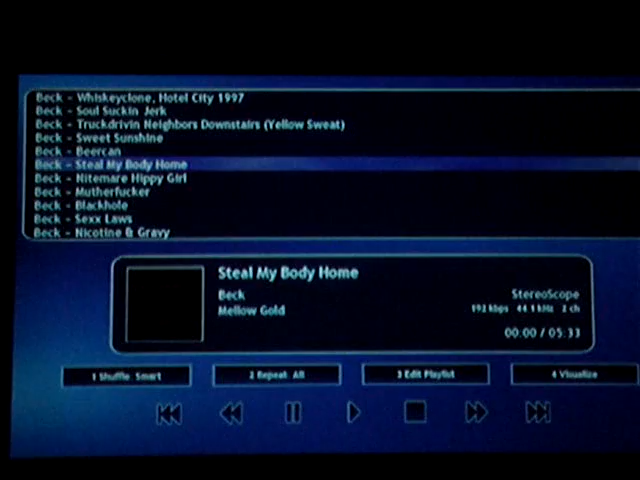 Beck - Whiskeyclone, Hotel City 1997
Beck - Soul Suckin Jerk
Beck - Truckdrivin Neighbors Downstairs (Yellow Sweat)
Beck - Sweet Sunshine
Beck - Beercan
Beck - Steal My Body Home
Beck - Nitemare Hippy Girl
Beck - Mutherfucker
Beck - Blackhole
Beck - Sexx Laws
Beck - Nicotine & Gravy
Steal My Body Home
Beck StereoScope
Mellow Gold 192 kbps 44.1 kHz 2 ch
00:00 / 05:33
1 Shuffle Smart 2 Repeat All 3 Edit Playlist 4 Visualize